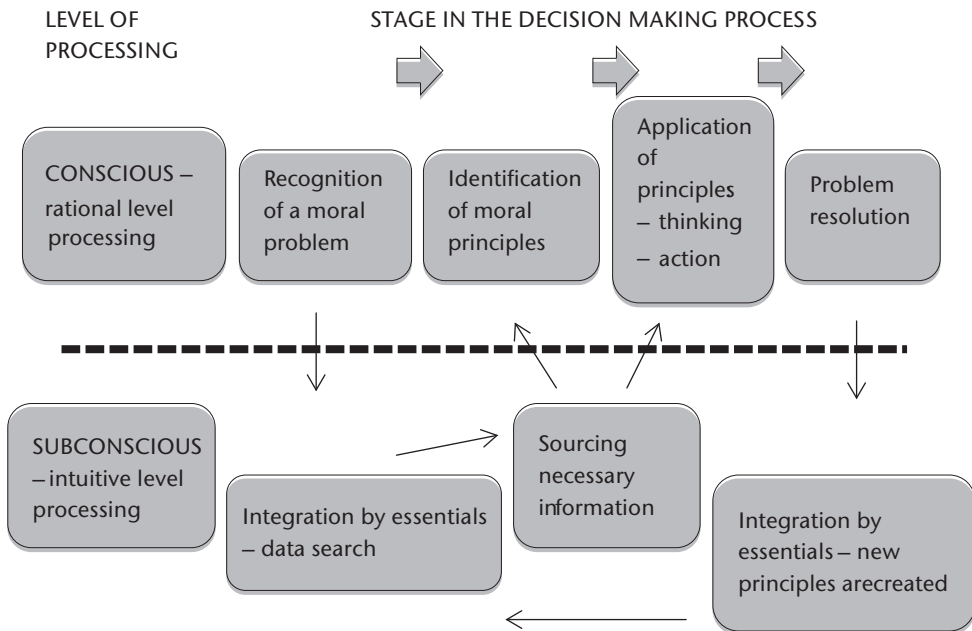 LEVEL OF
PROCESSING
STAGE IN THE DECISION MAKING PROCESS
CONSCIOUS –
rational level
processing
Recognition
of a moral
problem
Identification
of moral
principles
Application
of
principles
– thinking
– action
Problem
resolution
SUBCONSCIOUS
– intuitive level
processing
Integration by essentials
– data search
Sourcing
necessary
information
Integration by
essentials – new
principles arecreated